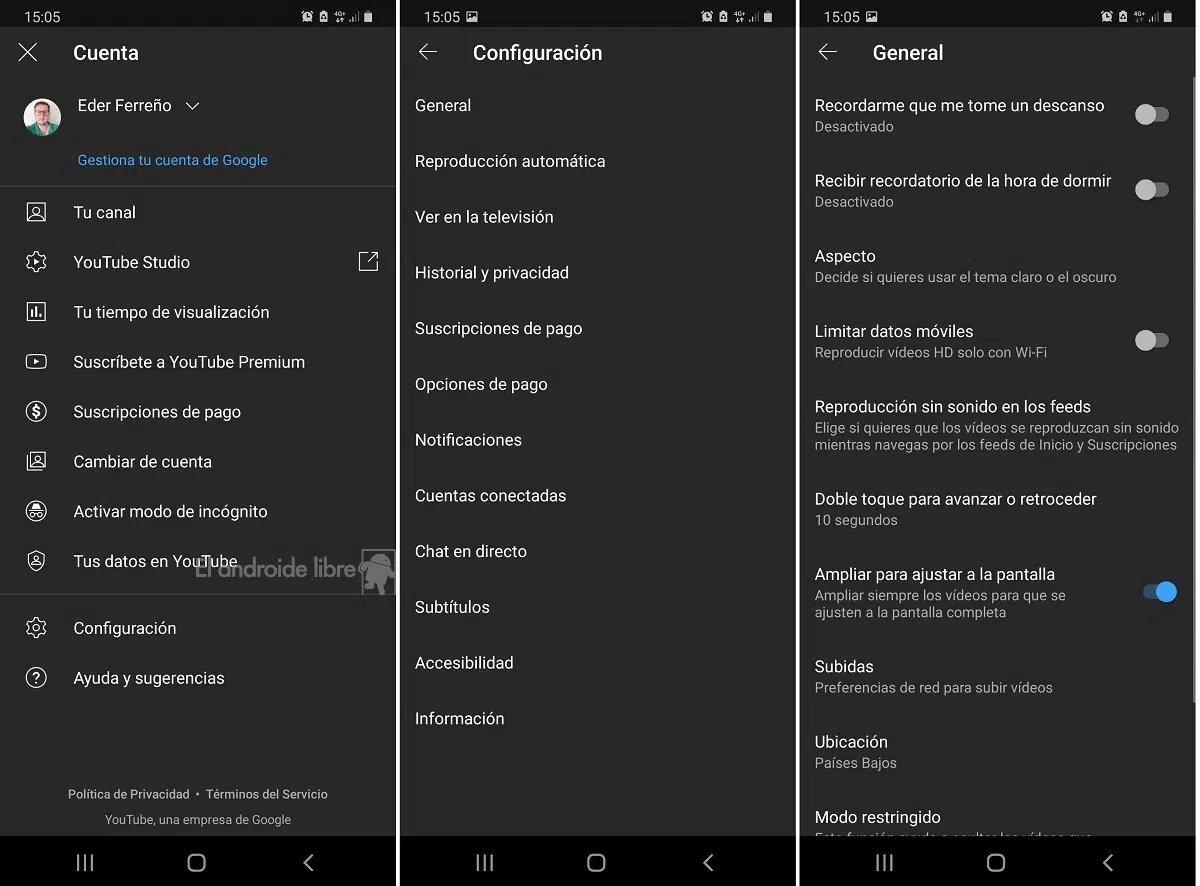 15:05
4G+
Cuenta
Eder Ferreño
Gestiona tu cuenta de Google
Tu canal
YouTube Studio
Tu tiempo de visualización
Suscríbete a YouTube Premium
Suscripciones de pago
Cambiar de cuenta
Activar modo de incógnito
Tus datos en YouTube
El androide libre
Configuración
Ayuda y sugerencias
Política de Privacidad • Términos del Servicio
YouTube, una empresa de Google
15:05
4G+
Configuración
General
Reproducción automática
Ver en la televisión
Historial y privacidad
Suscripciones de pago
Opciones de pago
Notificaciones
Cuentas conectadas
Chat en directo
Subtítulos
Accesibilidad
Información
15:05
4G+
General
Recordarme que me tome un descanso
Desactivado
Recibir recordatorio de la hora de dormir
Desactivado
Aspecto
Decide si quieres usar el tema claro o el oscuro
Limitar datos móviles
Reproducir vídeos HD solo con Wi-Fi
Reproducción sin sonido en los feeds
Elige si quieres que los vídeos se reproduzcan sin sonido
mientras navegas por los feeds de Inicio y Suscripciones
Doble toque para avanzar o retroceder
10 segundos
Ampliar para ajustar a la pantalla
Ampliar siempre los vídeos para que se
ajusten a la pantalla completa
Subidas
Preferencias de red para subir vídeos
Ubicación
Países Bajos
Modo restringido